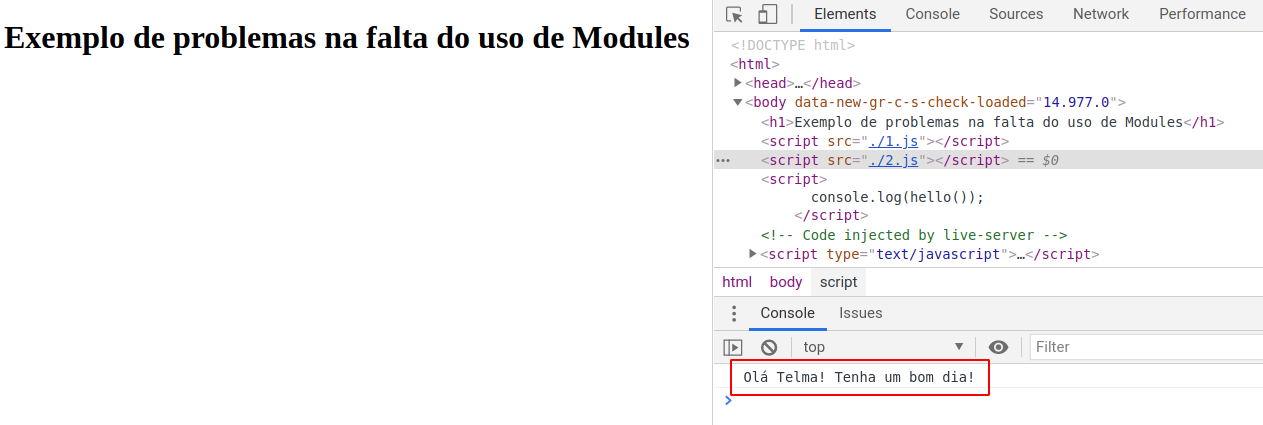 Exemplo de problemas na falta do uso de Modules
Elements Console Sources Network Performance
<!DOCTYPE html>
<html>
<head>…</head>
<body data-new-gr-c-s-check-loaded="14.977.0">
<h1>Exemplo de problemas na falta do uso de Modules</h1>
<script src="./1.js"></script>
<script src="./2.js"></script> == $0
<script>
console.log(hello());
</script>
<!-- Code injected by live-server -->
<script type="text/javascript">…</script>
html body script
Console Issues
top Filter
Olá Telma! Tenha um bom dia!